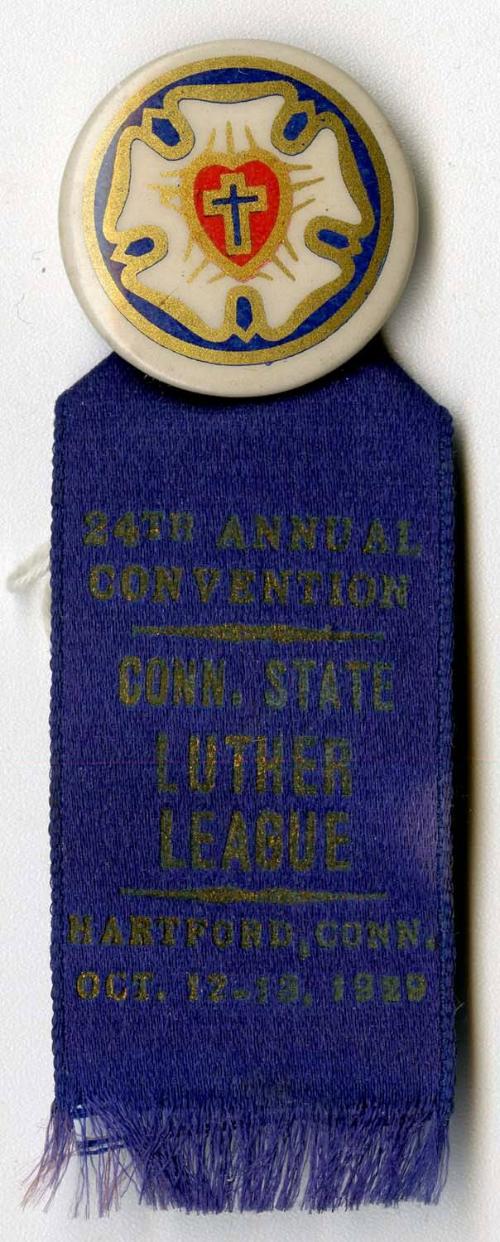 24TH ANNUAL
CONVENTION
CONN. STATE
LUTHER
LEAGUE
HARTFORD, CONN.
OCT. 12-13, 1929